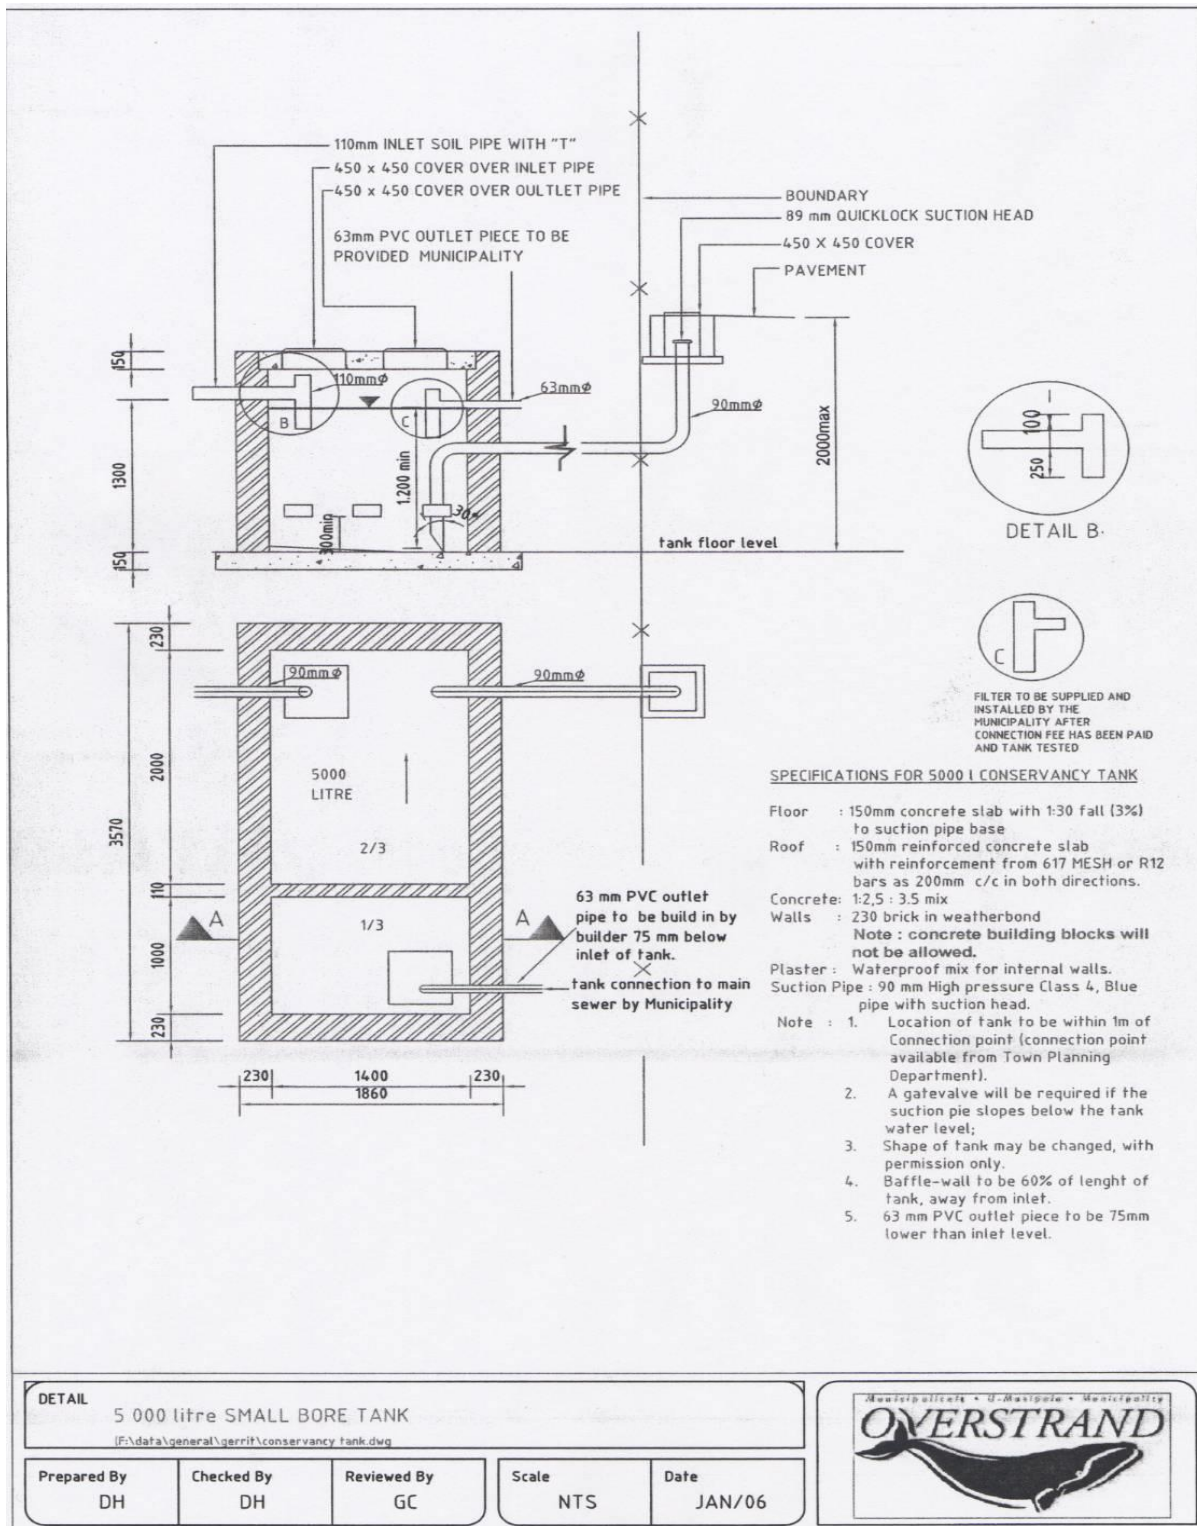 110mm INLET SOIL PIPE WITH "T"
450 x 450 COVER OVER INLET PIPE
450 x 450 COVER OVER OULTLET PIPE
63mm PVC OUTLET PIECE TO BE
PROVIDED MUNICIPALITY
BOUNDARY
89 mm QUICKLOCK SUCTION HEAD
450 X 450 COVER
PAVEMENT
150
1300
150
110mmϕ
B
C
63mmϕ
90mmϕ
1.200 min
300min
30°
2000max
tank floor level
100
250
DETAIL B.
C
FILTER TO BE SUPPLIED AND
INSTALLED BY THE
MUNICIPALITY AFTER
CONNECTION FEE HAS BEEN PAID
AND TANK TESTED
230
2000
110
1000
230
3570
90mmϕ
90mmϕ
5000
LITRE
2/3
1/3
A
A
63 mm PVC outlet
pipe to be build in by
builder 75 mm below
inlet of tank.
tank connection to main
sewer by Municipality
230
1400
230
1860
SPECIFICATIONS FOR 5000 l CONSERVANCY TANK
Floor : 150mm concrete slab with 1:30 fall (3%)
to suction pipe base
Roof : 150mm reinforced concrete slab
with reinforcement from 617 MESH or R12
bars as 200mm c/c in both directions.
Concrete: 1:2,5 : 3.5 mix
Walls : 230 brick in weatherbond
Note : concrete building blocks will
not be allowed.
Plaster : Waterproof mix for internal walls.
Suction Pipe : 90 mm High pressure Class 4, Blue
pipe with suction head.
Note : 1. Location of tank to be within 1m of
Connection point (connection point
available from Town Planning
Department).
2. A gatevalve will be required if the
suction pie slopes below the tank
water level;
3. Shape of tank may be changed, with
permission only.
4. Baffle-wall to be 60% of lenght of
tank, away from inlet.
5. 63 mm PVC outlet piece to be 75mm
lower than inlet level.
DETAIL
5 000 litre SMALL BORE TANK
(F:\data\general\gerrit\conservancy tank.dwg
Prepared By
DH
Checked By
DH
Reviewed By
GC
Scale
NTS
Date
JAN/06
Munisipaliteit • U-Masipala • Municipality
OVERSTRAND